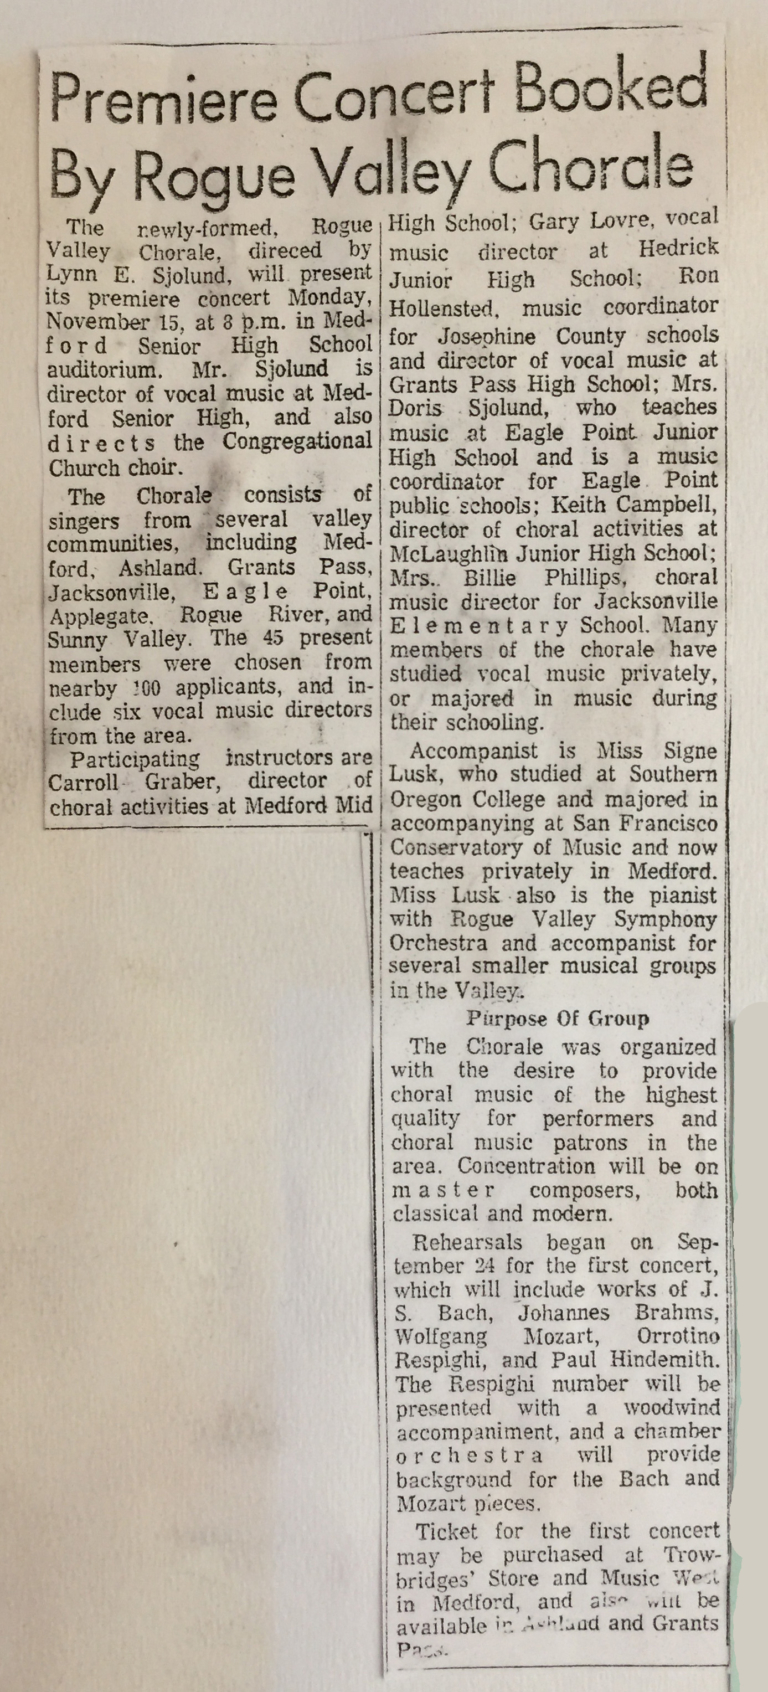 Premiere Concert Booked
By Rogue Valley Chorale
The newly-formed, Rogue
Valley Chorale, direced by
Lynn E. Sjolund, will present
its premiere concert Monday,
November 15, at 8 p.m. in Med-
ford Senior High School
auditorium. Mr. Sjolund is
director of vocal music at Med-
ford Senior High, and also
directs the Congregational
Church choir.
The Chorale consists of
singers from several valley
communities, including Med-
ford, Ashland. Grants Pass,
Jacksonville, Eagle Point,
Applegate, Rogue River, and
Sunny Valley. The 45 present
members were chosen from
nearby 100 applicants, and in-
clude six vocal music directors
from the area.
Participating instructors are
Carroll Graber, director of
choral activities at Medford Mid
High School; Gary Lovre, vocal
music director at Hedrick
Junior High School; Ron
Hollensted, music coordinator
for Josephine County schools
and director of vocal music at
Grants Pass High School; Mrs.
Doris Sjolund, who teaches
music at Eagle Point Junior
High School and is a music
coordinator for Eagle Point
public schools; Keith Campbell,
director of choral activities at
McLaughlin Junior High School;
Mrs. Billie Phillips, choral
music director for Jacksonville
Elementary School. Many
members of the chorale have
studied vocal music privately,
or majored in music during
their schooling.
Accompanist is Miss Signe
Lusk, who studied at Southern
Oregon College and majored in
accompanying at San Francisco
Conservatory of Music and now
teaches privately in Medford.
Miss Lusk also is the pianist
with Rogue Valley Symphony
Orchestra and accompanist for
several smaller musical groups
in the Valley.
Purpose Of Group
The Chorale was organized
with the desire to provide
choral music of the highest
quality for performers and
choral music patrons in the
area. Concentration will be on
master composers, both
classical and modern.
Rehearsals began on Sep-
tember 24 for the first concert,
which will include works of J.
S. Bach, Johannes Brahms,
Wolfgang Mozart, Orrotino
Respighi, and Paul Hindemith.
The Respighi number will be
presented with a woodwind
accompaniment, and a chamber
orchestra will provide
background for the Bach and
Mozart pieces.
Ticket for the first concert
may be purchased at Trow-
bridges' Store and Music West
in Medford, and also will be
available in Ashland and Grants
Pass.